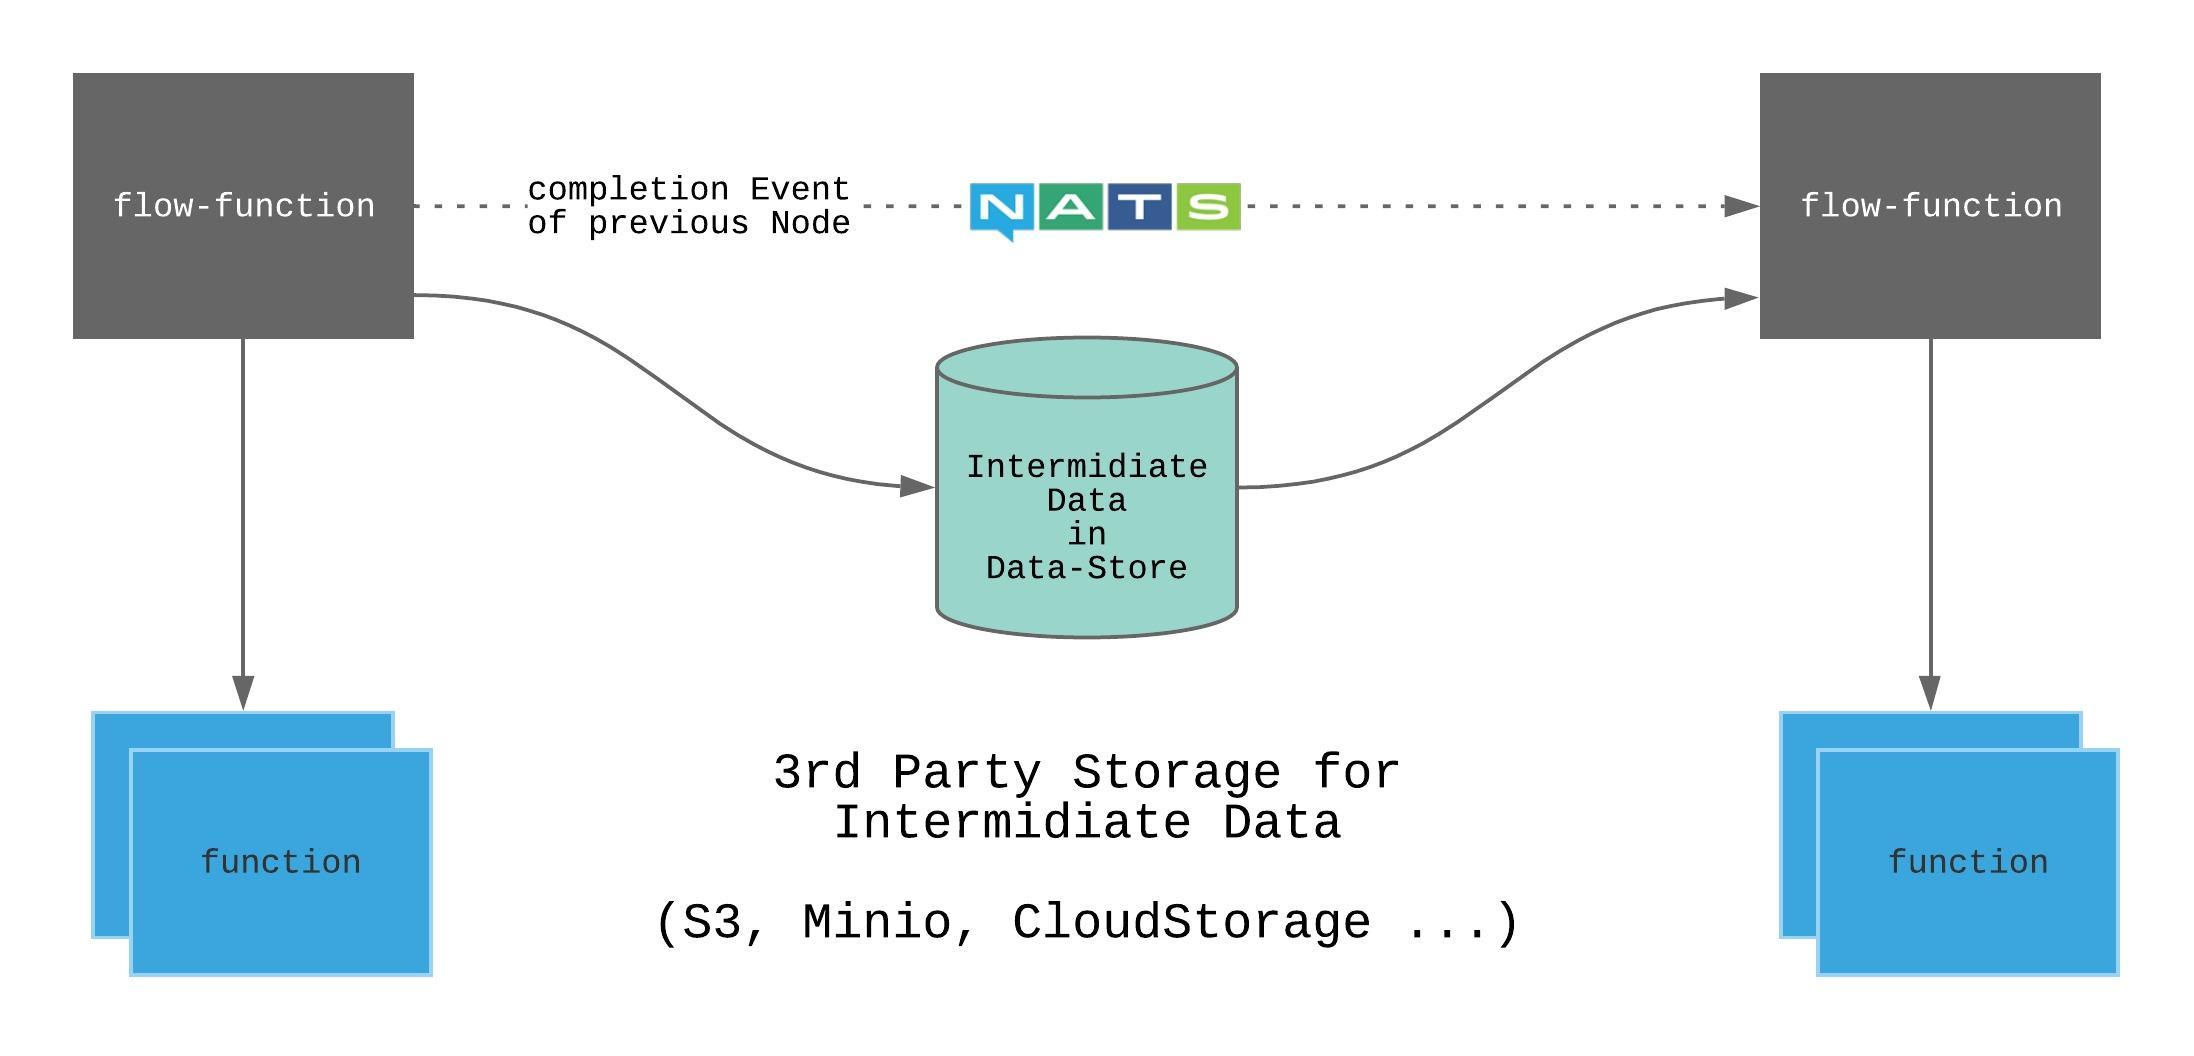 flow-function
completion Event
of previous Node
NATS
flow-function
Intermidiate
Data
in
Data-Store
3rd Party Storage for
Intermidiate Data
(S3, Minio, CloudStorage ...)
function
function